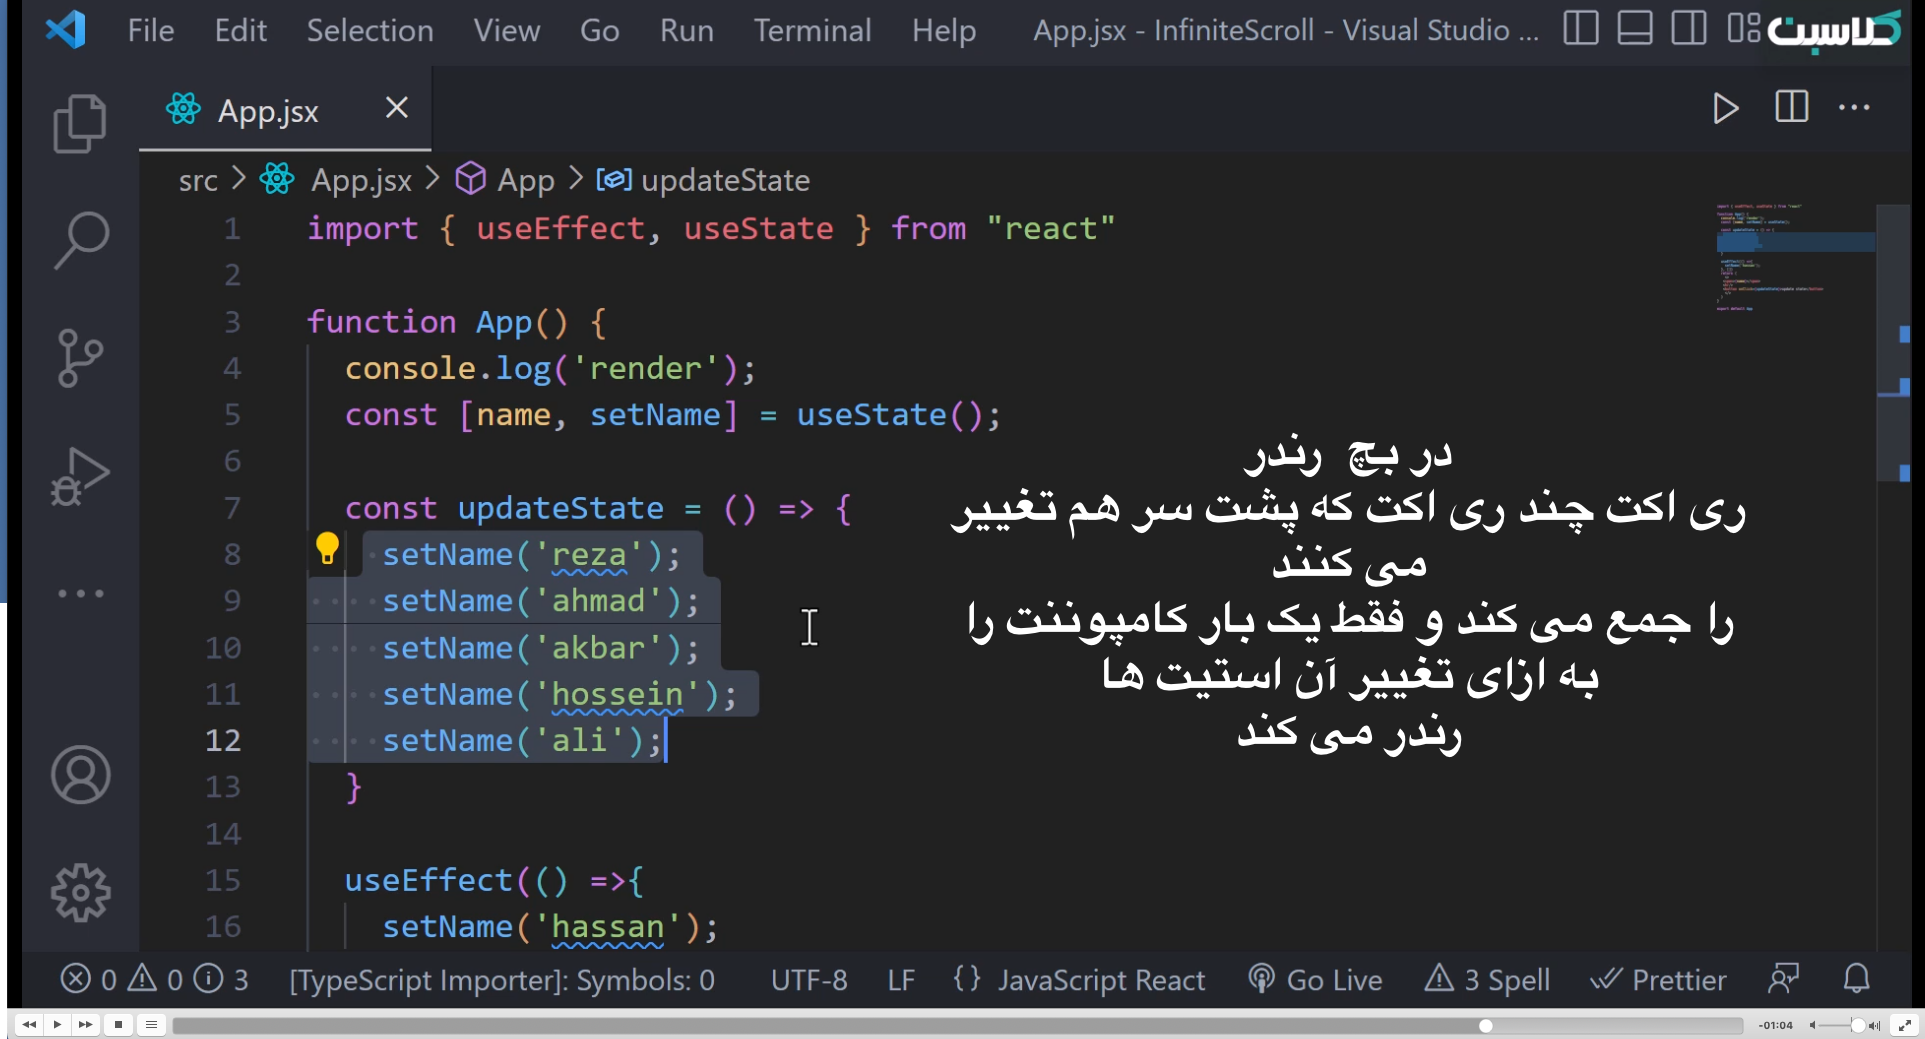 File Edit Selection View Go Run Terminal Help App.jsx - InfiniteScroll - Visual Studio ... کلاسبن
App.jsx
src > App.jsx > App > updateState
1 import { useEffect, useState } from "react"
2
3 function App() {
4 console.log('render');
5 const [name, setName] = useState();
6
7 const updateState = () => {
8 setName('reza');
9 setName('ahmad');
10 setName('akbar');
11 setName('hossein');
12 setName('ali');
13 }
14
15 useEffect(() =>{
16 setName('hassan');
در بچ رندر
ری اکت چند ری اکت که پشت سر هم تغییر
می کنند
را جمع می کند و فقط یک بار کامپوننت را
به ازای تغییر آن استیت ها
رندر می کند
0 0 3 [TypeScript Importer]: Symbols: 0 UTF-8 LF {} JavaScript React Go Live 3 Spell Prettier
-01:04